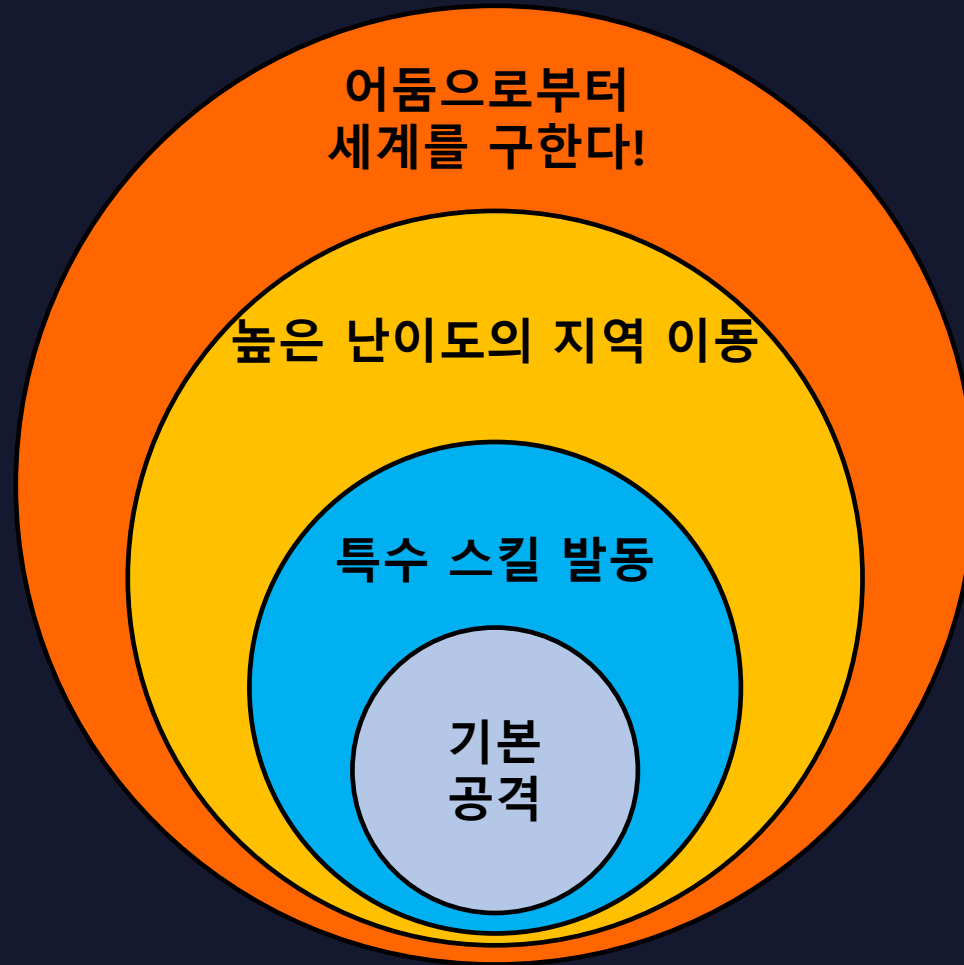 어둠으로부터
세계를 구한다!
높은 난이도의 지역 이동
특수 스킬 발동
기본
공격